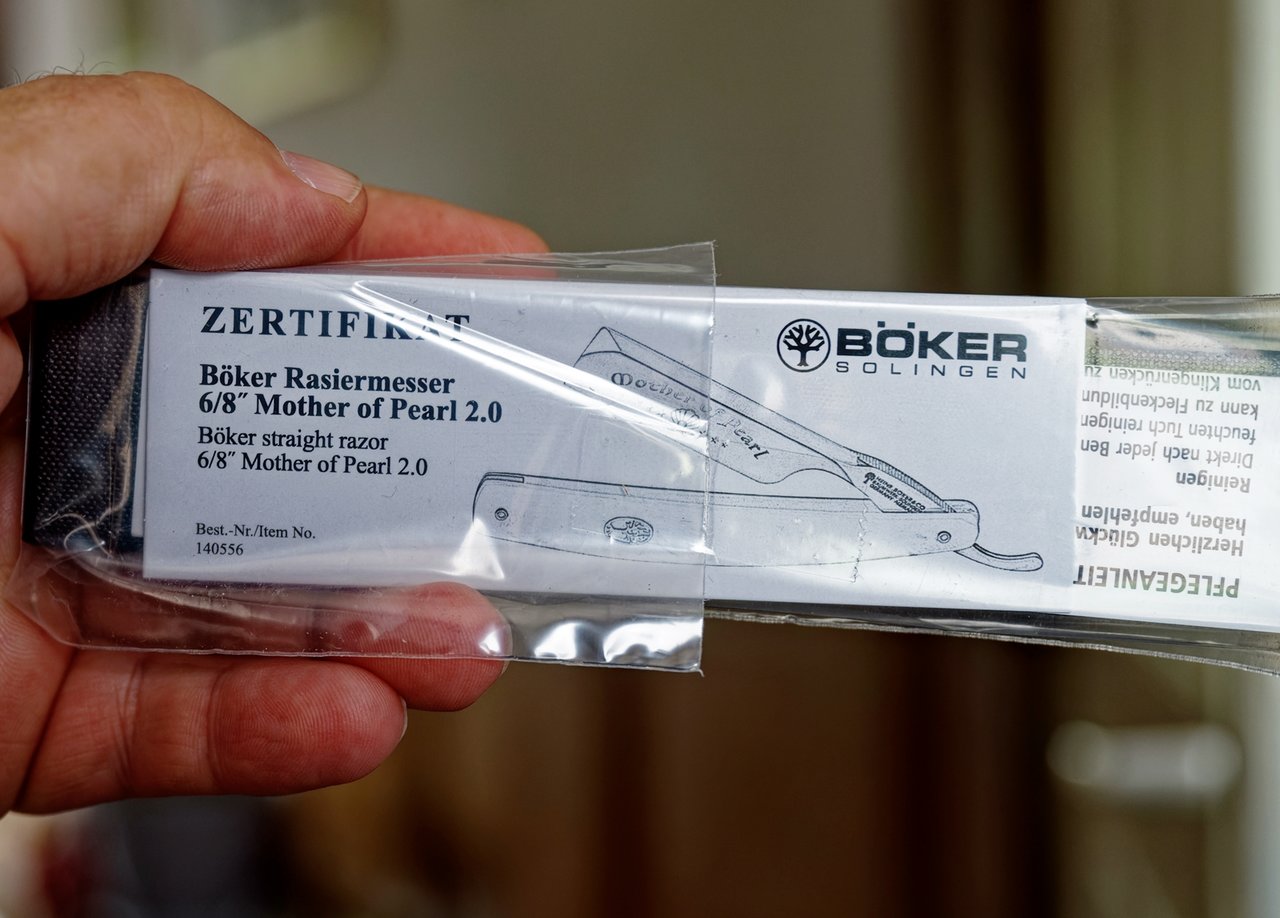 ZERTIFIKAT
Böker Rasiermesser
6/8″ Mother of Pearl 2.0
Böker straight razor
6/8″ Mother of Pearl 2.0
Best.-Nr./Item No.
140556
Mother of Pearl
BÖKER
SOLINGEN
PFLEGEANLEIT
Herzlichen Glückw
haben, empfehlen
Reinigen
Direkt nach jeder Ben
feuchten Tuch reinigen
kann zu Fleckenbildun
vom Klingenrücken zu